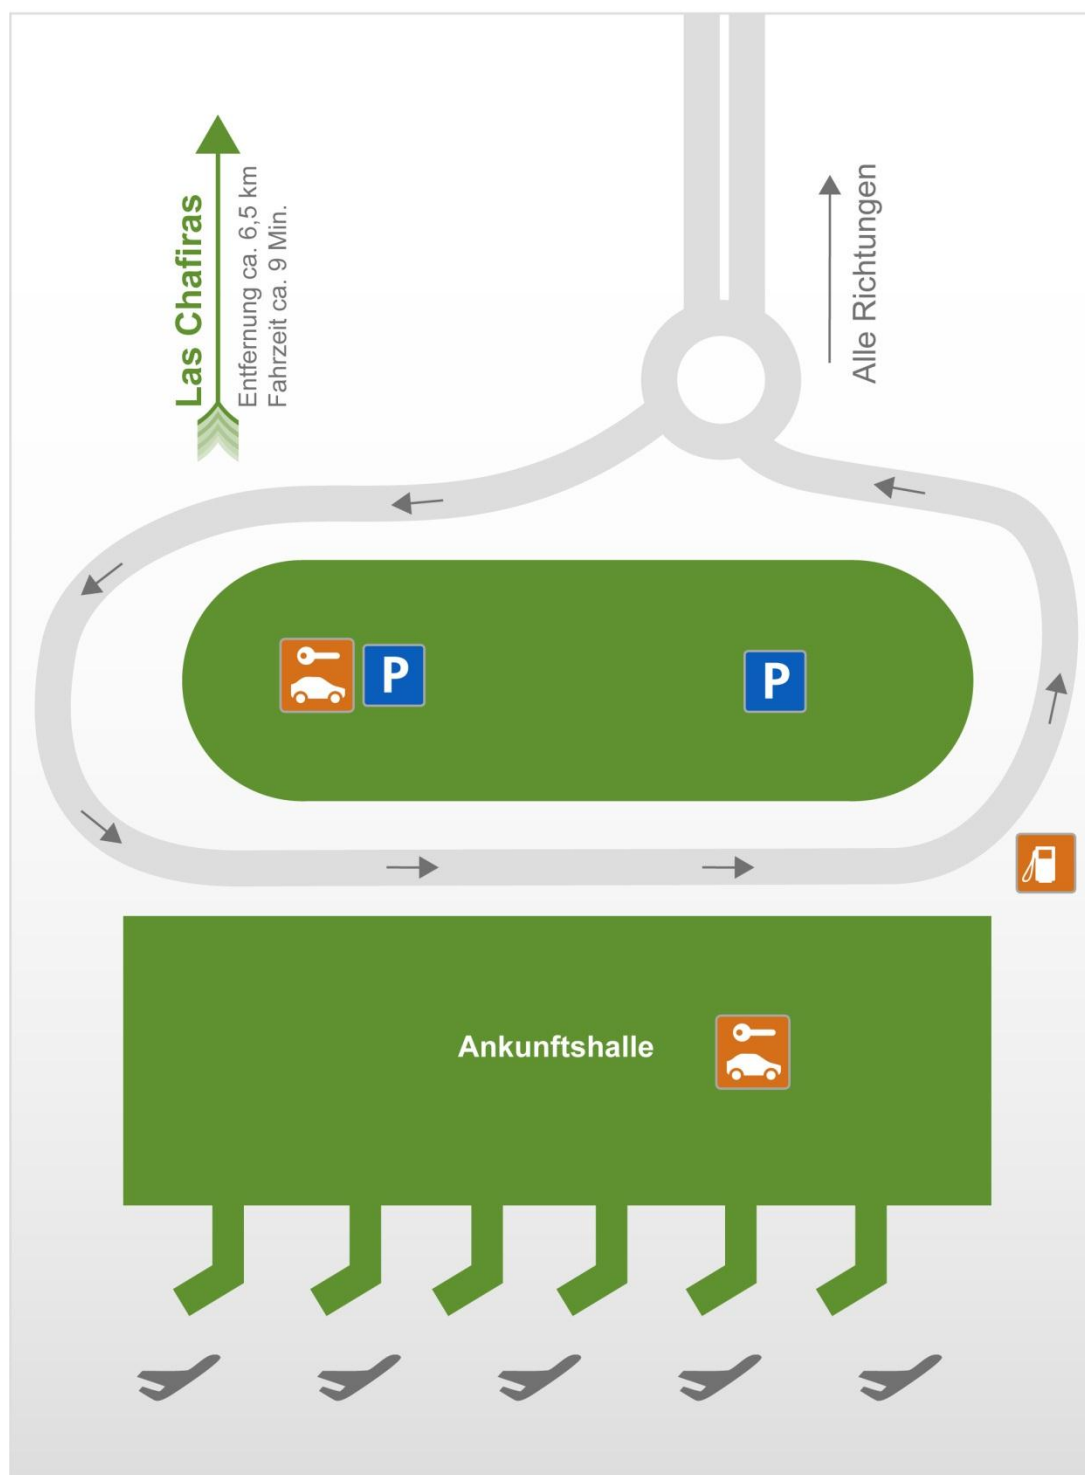 Las Chafiras
Entfernung ca. 6,5 km
Fahrzeit ca. 9 Min.
Alle Richtungen
P
P
Ankunftshalle